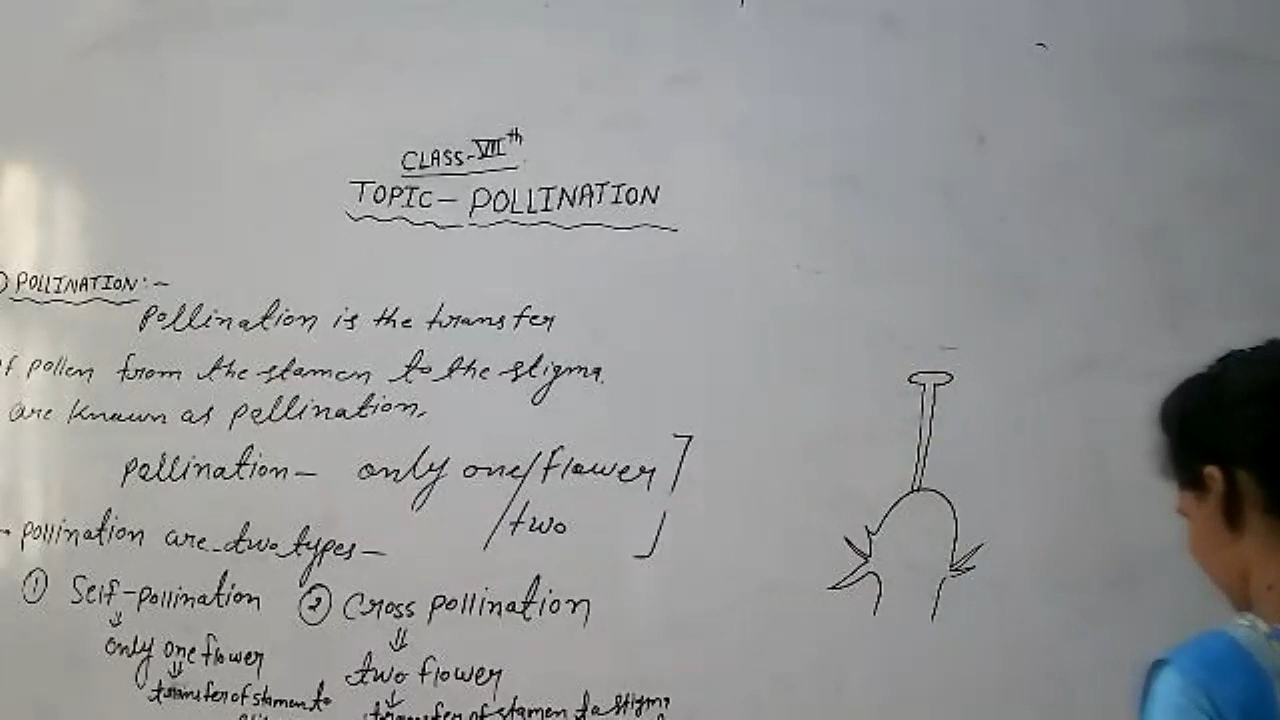 CLASS-VII th
TOPIC - POLLINATION
) POLLINATION:-
Pollination is the transfer
of pollen from the stamen to the stigma.
are known as pollination,
pollination - only one/flower
/two
- pollination are two types -
① Self-pollination ② Cross pollination
only one flower
two flower
transfer of stamen to
transfer of stamen to stigma